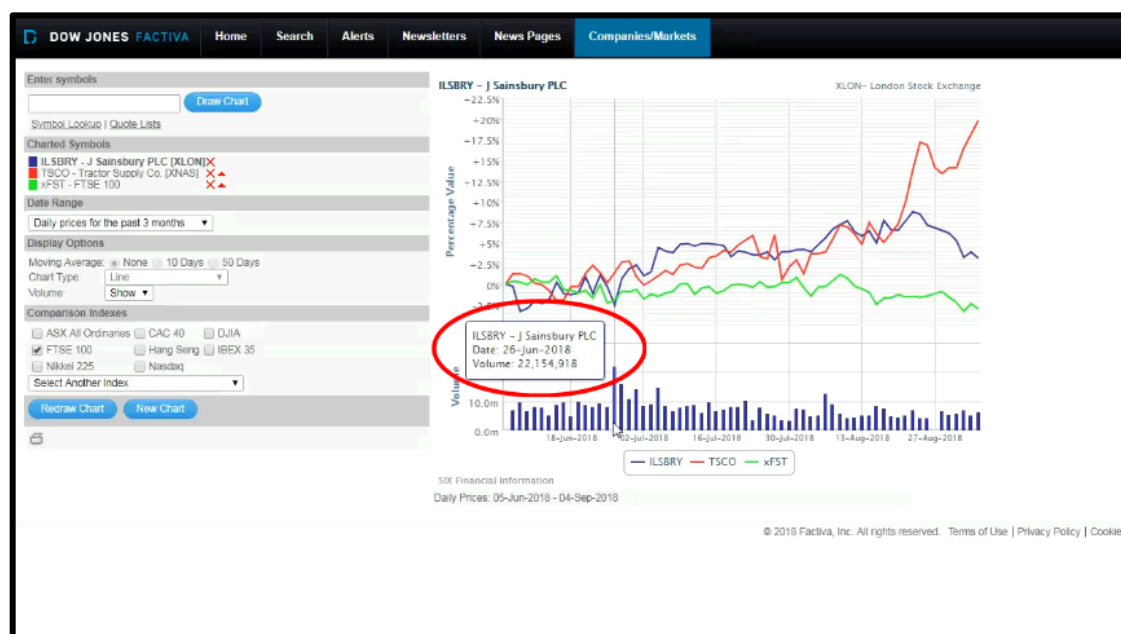 DOW JONES FACTIVA Home Search Alerts Newsletters News Pages Companies/Markets
Enter symbols
Draw Chart
Symbol Lookup | Quote Lists
Charted Symbols
ILSBRY - J Sainsbury PLC [XLON]
TSCO - Tractor Supply Co. [XNAS]
xFST - FTSE 100
Date Range
Daily prices for the past 3 months
Display Options
Moving Average: None 10 Days 50 Days
Chart Type: Line
Volume: Show
Comparison Indexes
ASX All Ordinaries CAC 40 DJIA
FTSE 100 Hang Seng IBEX 35
Nikkei 225 Nasdaq
Select Another Index
Redraw Chart New Chart
ILSBRY - J Sainsbury PLC XLON- London Stock Exchange
+22.5%
+20%
+17.5%
+15%
+12.5%
+10%
+7.5%
+5%
+2.5%
0%
Percentage Value
ILSBRY - J Sainsbury PLC
Date: 26-Jun-2018
Volume: 22,154,918
Volume
10.0m
0.0m
18-Jun-2018 02-Jul-2018 16-Jul-2018 30-Jul-2018 13-Aug-2018 27-Aug-2018
ILSBRY TSCO xFST
SIX Financial Information
Daily Prices: 05-Jun-2018 - 04-Sep-2018
© 2018 Factiva, Inc. All rights reserved. Terms of Use | Privacy Policy | Cookie